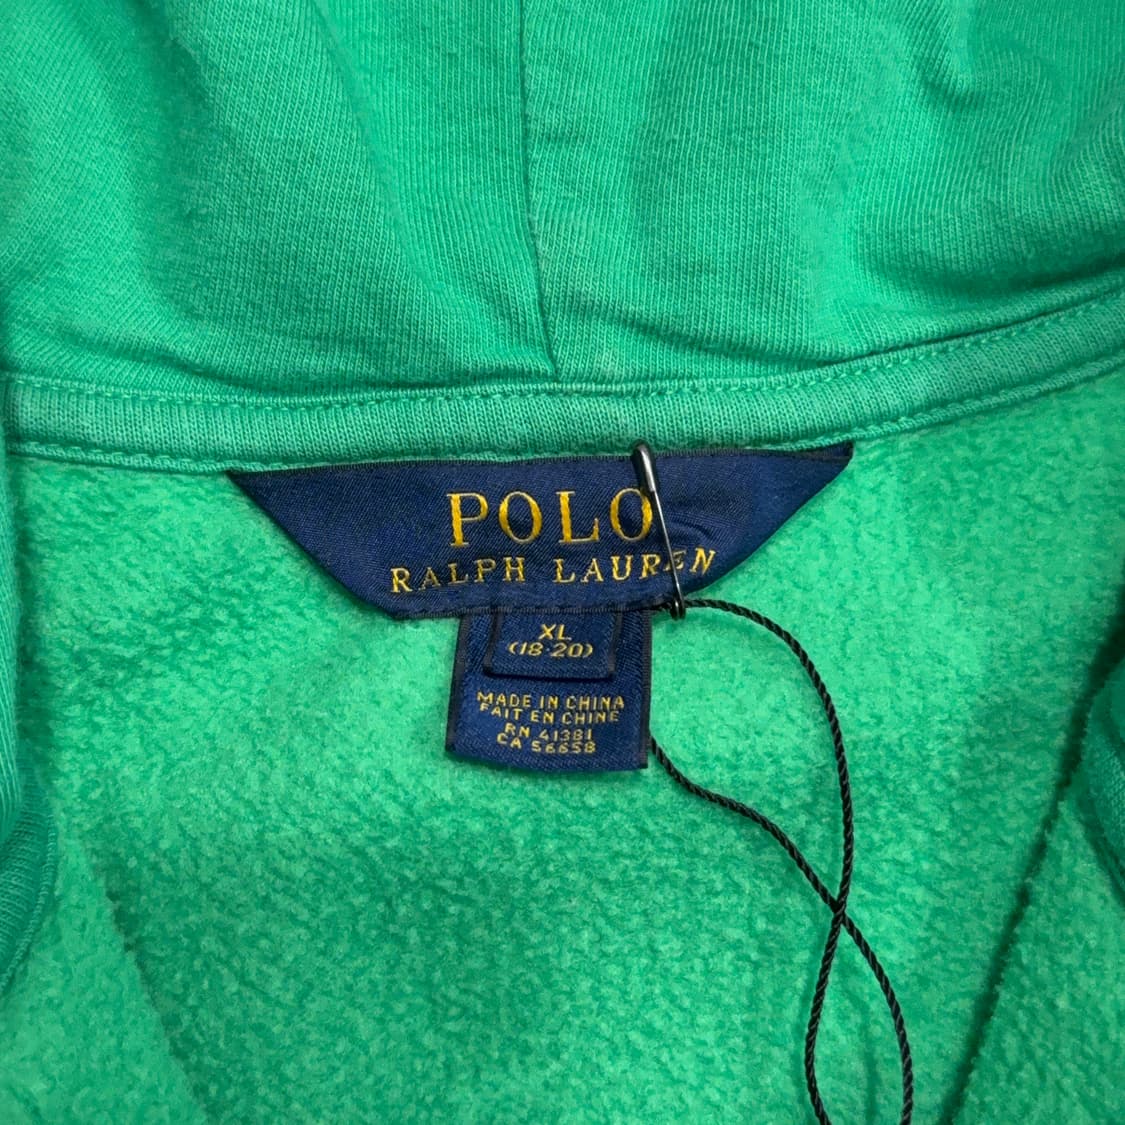 POLO
RALPH LAUREN
XL
(18-20)
MADE IN CHINA
FAIT EN CHINE
RN 41381
CA 56658